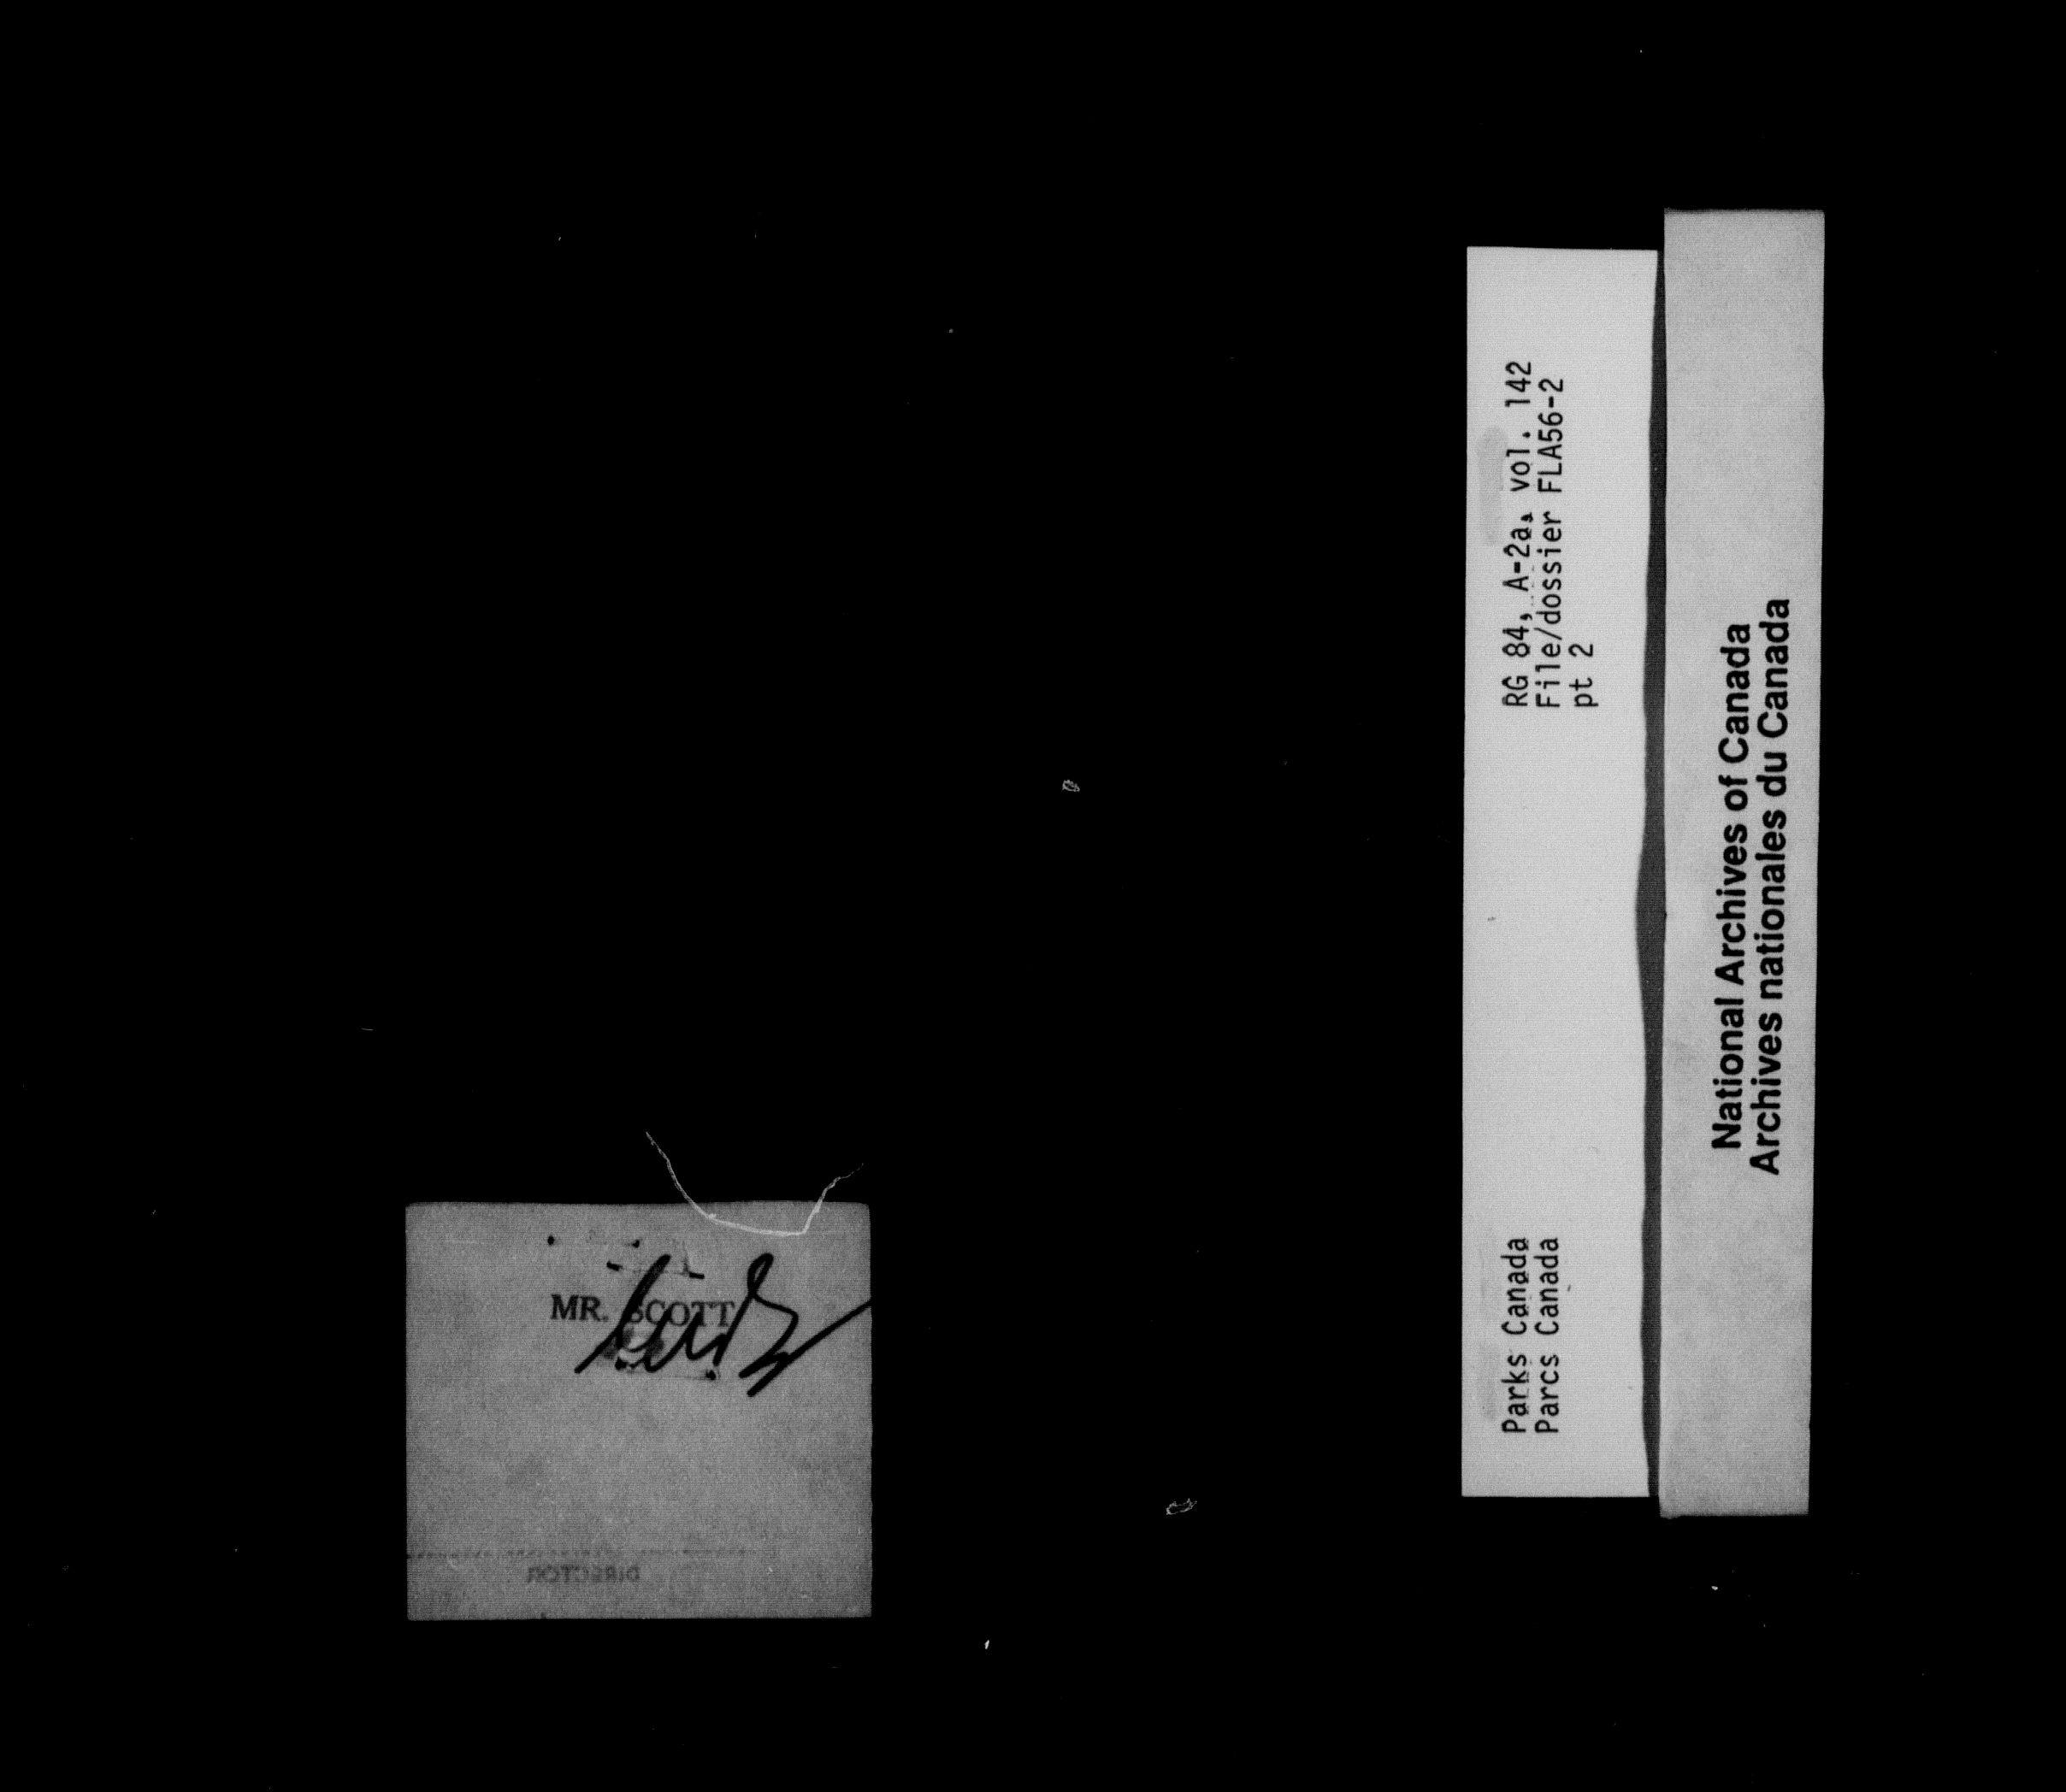 MR. SCOTT
DIRECTOR
Parks Canada
Parcs Canada
RG 84, A-2a, vol. 142
File/dossier FLA56-2
pt 2
National Archives of Canada
Archives nationales du Canada